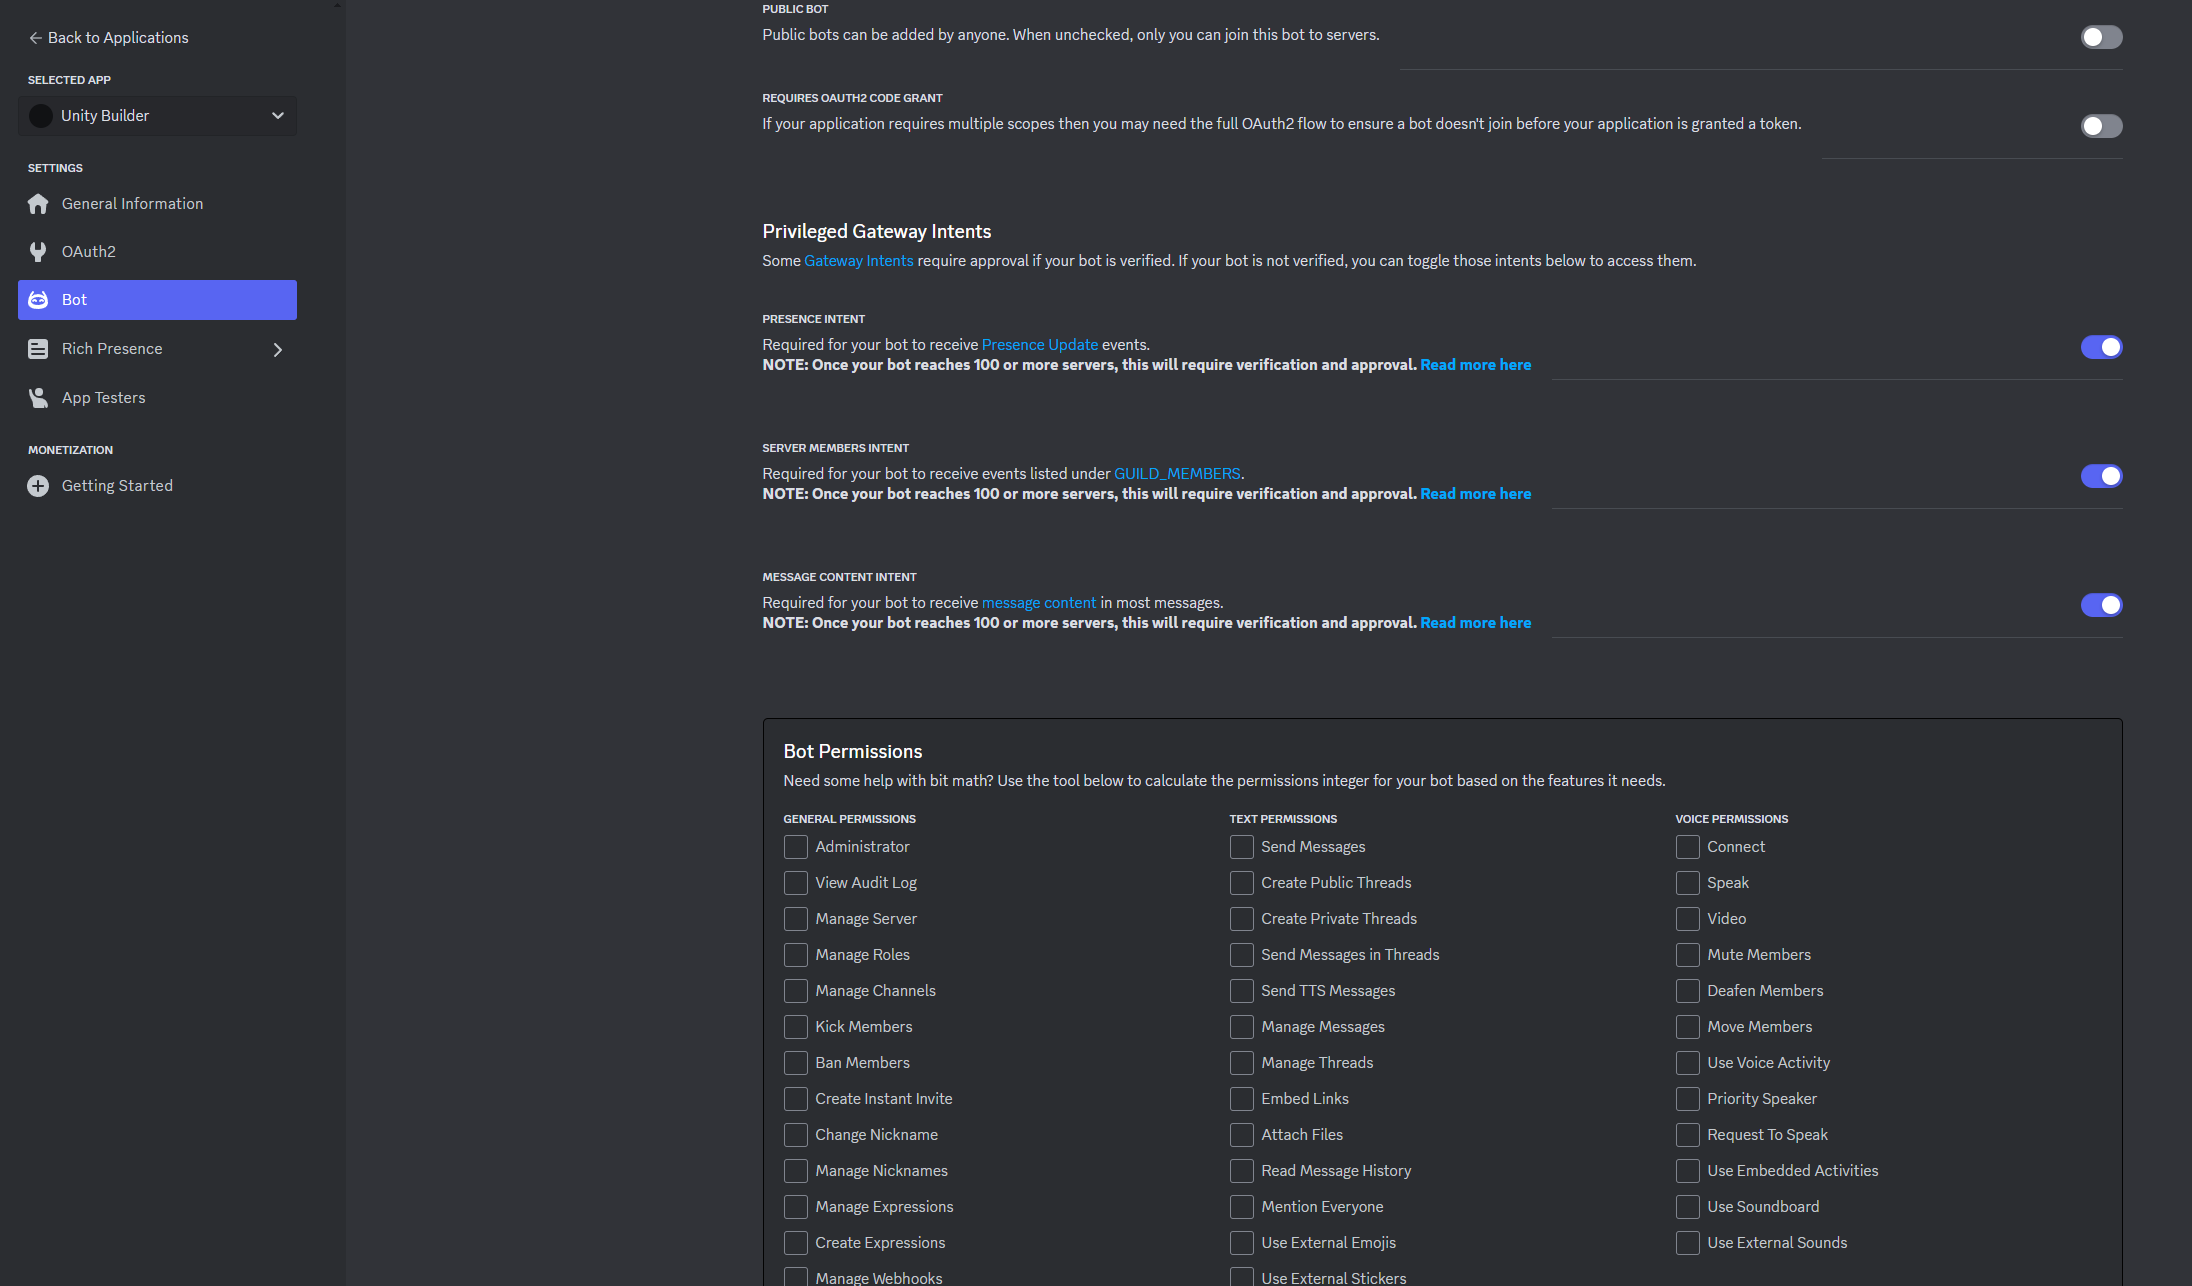 Back to Applications
SELECTED APP
Unity Builder
SETTINGS
General Information
OAuth2
Bot
Rich Presence
App Testers
MONETIZATION
Getting Started
PUBLIC BOT
Public bots can be added by anyone. When unchecked, only you can join this bot to servers.
REQUIRES OAUTH2 CODE GRANT
If your application requires multiple scopes then you may need the full OAuth2 flow to ensure a bot doesn't join before your application is granted a token.
Privileged Gateway Intents
Some Gateway Intents require approval if your bot is verified. If your bot is not verified, you can toggle those intents below to access them.
PRESENCE INTENT
Required for your bot to receive Presence Update events.
NOTE: Once your bot reaches 100 or more servers, this will require verification and approval. Read more here
SERVER MEMBERS INTENT
Required for your bot to receive events listed under GUILD_MEMBERS.
NOTE: Once your bot reaches 100 or more servers, this will require verification and approval. Read more here
MESSAGE CONTENT INTENT
Required for your bot to receive message content in most messages.
NOTE: Once your bot reaches 100 or more servers, this will require verification and approval. Read more here
Bot Permissions
Need some help with bit math? Use the tool below to calculate the permissions integer for your bot based on the features it needs.
GENERAL PERMISSIONS
Administrator
View Audit Log
Manage Server
Manage Roles
Manage Channels
Kick Members
Ban Members
Create Instant Invite
Change Nickname
Manage Nicknames
Manage Expressions
Create Expressions
Manage Webhooks
TEXT PERMISSIONS
Send Messages
Create Public Threads
Create Private Threads
Send Messages in Threads
Send TTS Messages
Manage Messages
Manage Threads
Embed Links
Attach Files
Read Message History
Mention Everyone
Use External Emojis
Use External Stickers
VOICE PERMISSIONS
Connect
Speak
Video
Mute Members
Deafen Members
Move Members
Use Voice Activity
Priority Speaker
Request To Speak
Use Embedded Activities
Use Soundboard
Use External Sounds